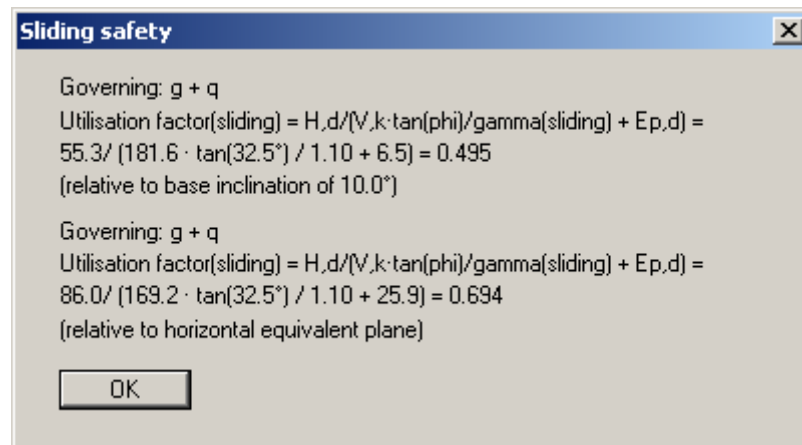 Sliding safety
Governing: g + q
Utilisation factor(sliding) = H,d/(V,k·tan(phi)/gamma(sliding) + Ep,d) =
55.3/ (181.6 · tan(32.5°) / 1.10 + 6.5) = 0.495
(relative to base inclination of 10.0°)
Governing: g + q
Utilisation factor(sliding) = H,d/(V,k·tan(phi)/gamma(sliding) + Ep,d) =
86.0/ (169.2 · tan(32.5°) / 1.10 + 25.9) = 0.694
(relative to horizontal equivalent plane)
OK